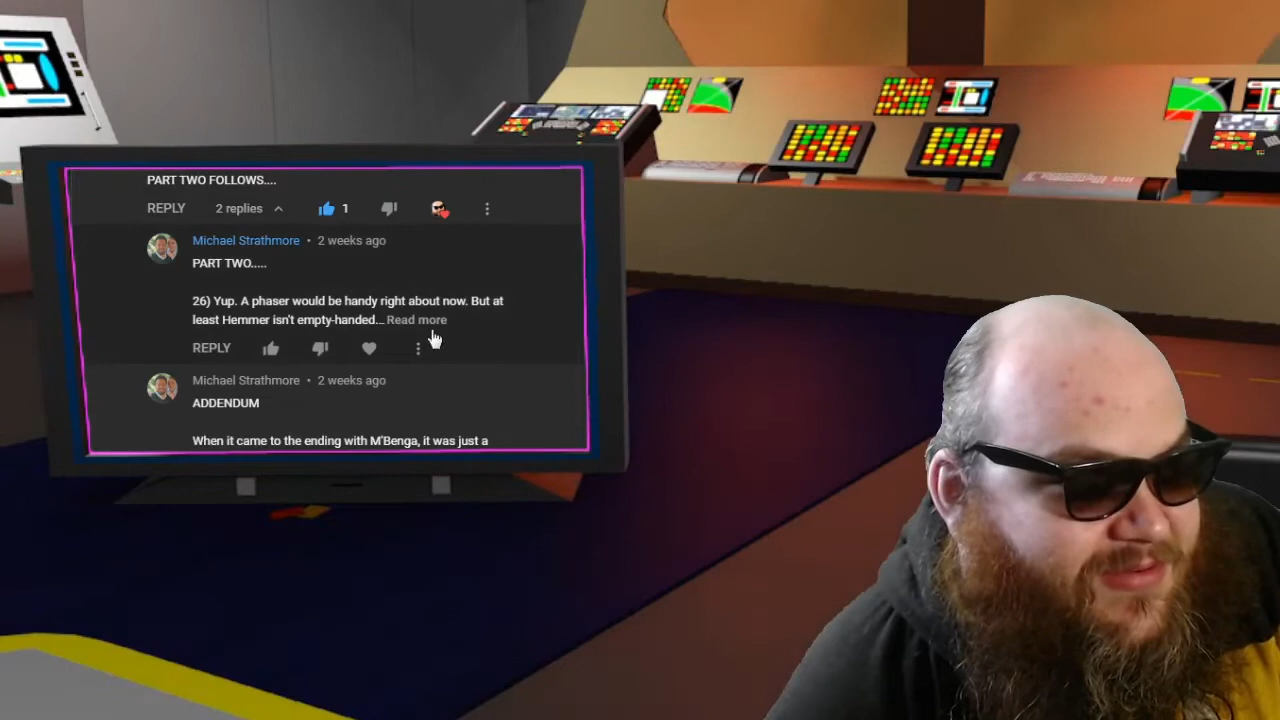 PART TWO FOLLOWS....
REPLY 2 replies 1
Michael Strathmore • 2 weeks ago
PART TWO.....
26) Yup. A phaser would be handy right about now. But at
least Hemmer isn't empty-handed... Read more
REPLY
Michael Strathmore • 2 weeks ago
ADDENDUM
When it came to the ending with M'Benga, it was just a